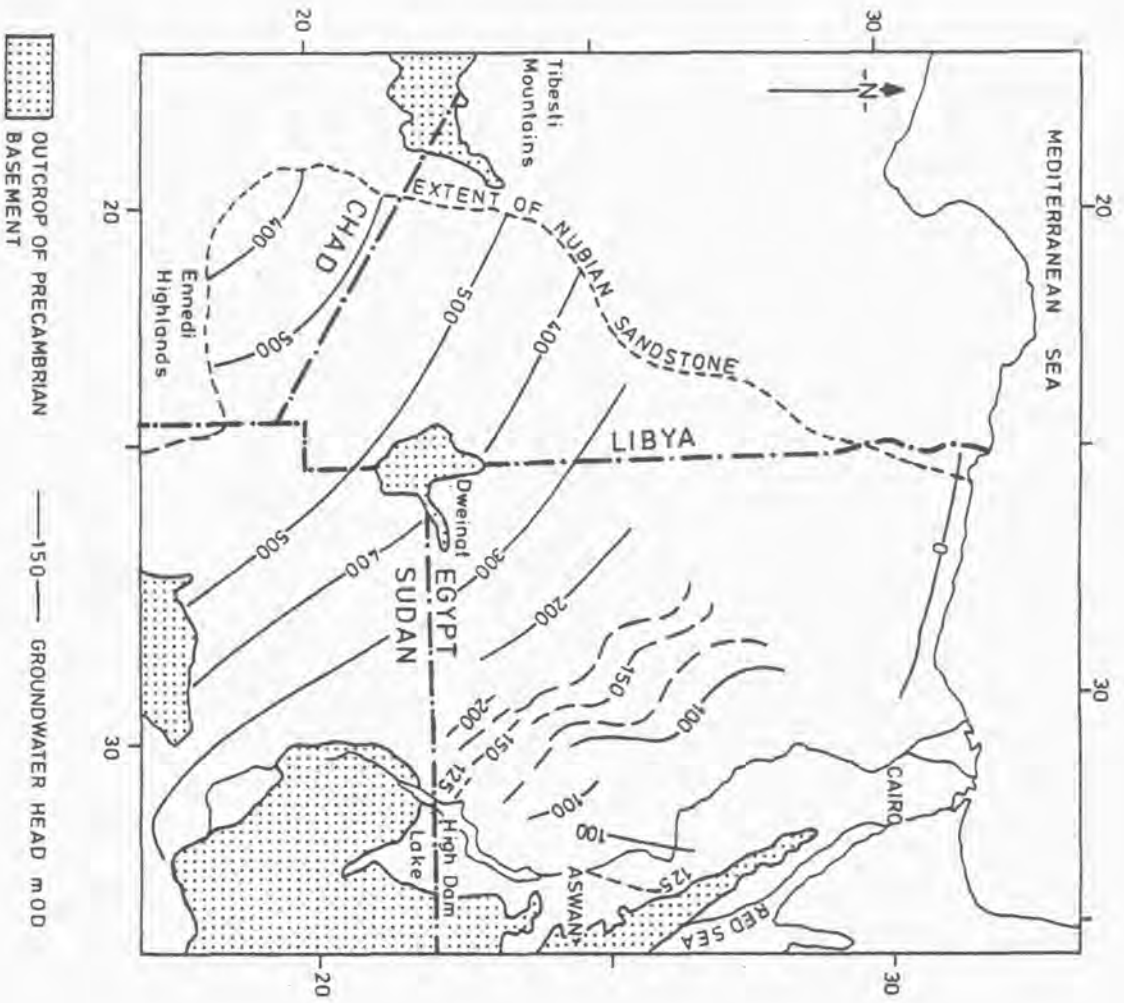 20
30
MEDITERRANEAN SEA
20
30
-N-
Tibesti
Mountains
EXTENT OF NUBIAN SANDSTONE
CHAD
400
500
Ennedi
Highlands
500
400
LIBYA
Dweinat
EGYPT
SUDAN
500
400
300
200
0
150
100
200
150
125
100
100
125
CAIRO
High Dam
Lake
ASWAN
RED SEA
20
30
20
30
OUTCROP OF PRECAMBRIAN
BASEMENT
150 GROUNDWATER HEAD mOD